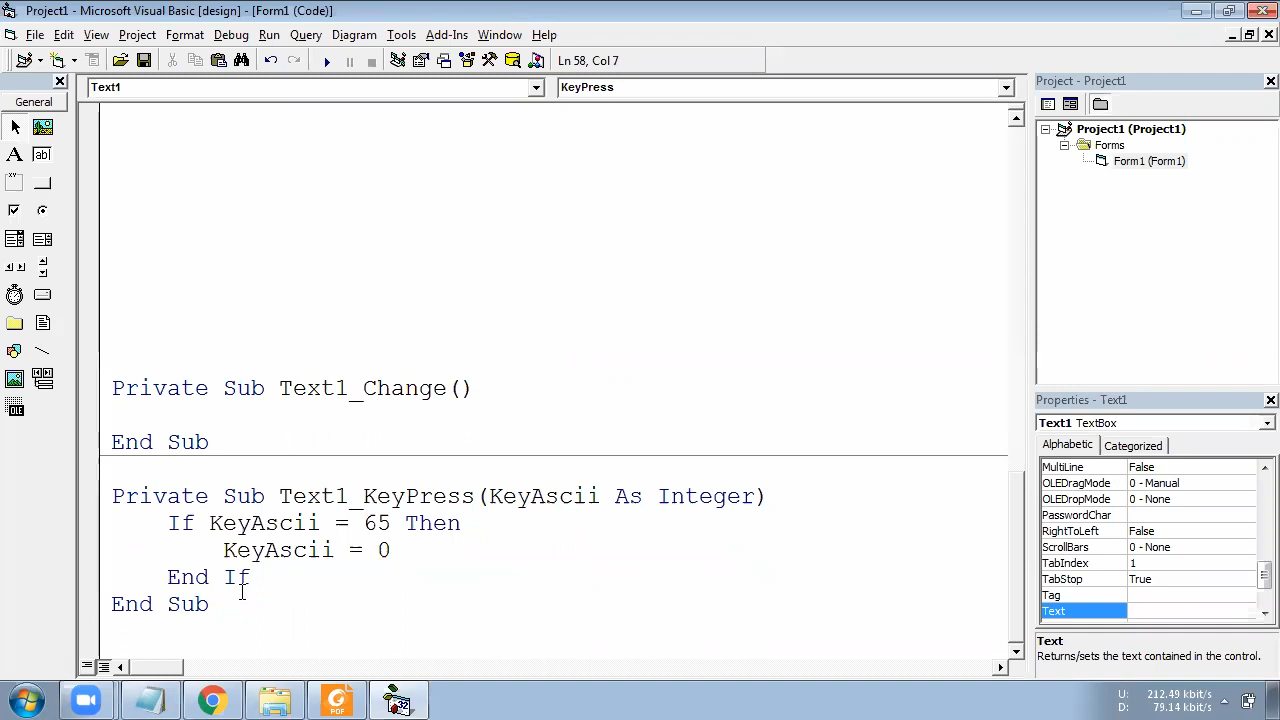 Project1 - Microsoft Visual Basic [design] - [Form1 (Code)]
File Edit View Project Format Debug Run Query Diagram Tools Add-Ins Window Help
Ln 58, Col 7
General
Text1
KeyPress
Private Sub Text1_Change()
End Sub
Private Sub Text1_KeyPress(KeyAscii As Integer)
If KeyAscii = 65 Then
KeyAscii = 0
End If
End Sub
Project - Project1
Project1 (Project1)
Forms
Form1 (Form1)
Properties - Text1
Text1 TextBox
Alphabetic Categorized
MultiLine False
OLEDragMode 0 - Manual
OLEDropMode 0 - None
PasswordChar
RightToLeft False
ScrollBars 0 - None
TabIndex 1
TabStop True
Tag
Text
Text
Returns/sets the text contained in the control.
PDF
32
U: 212.49 kbit/s
D: 79.14 kbit/s